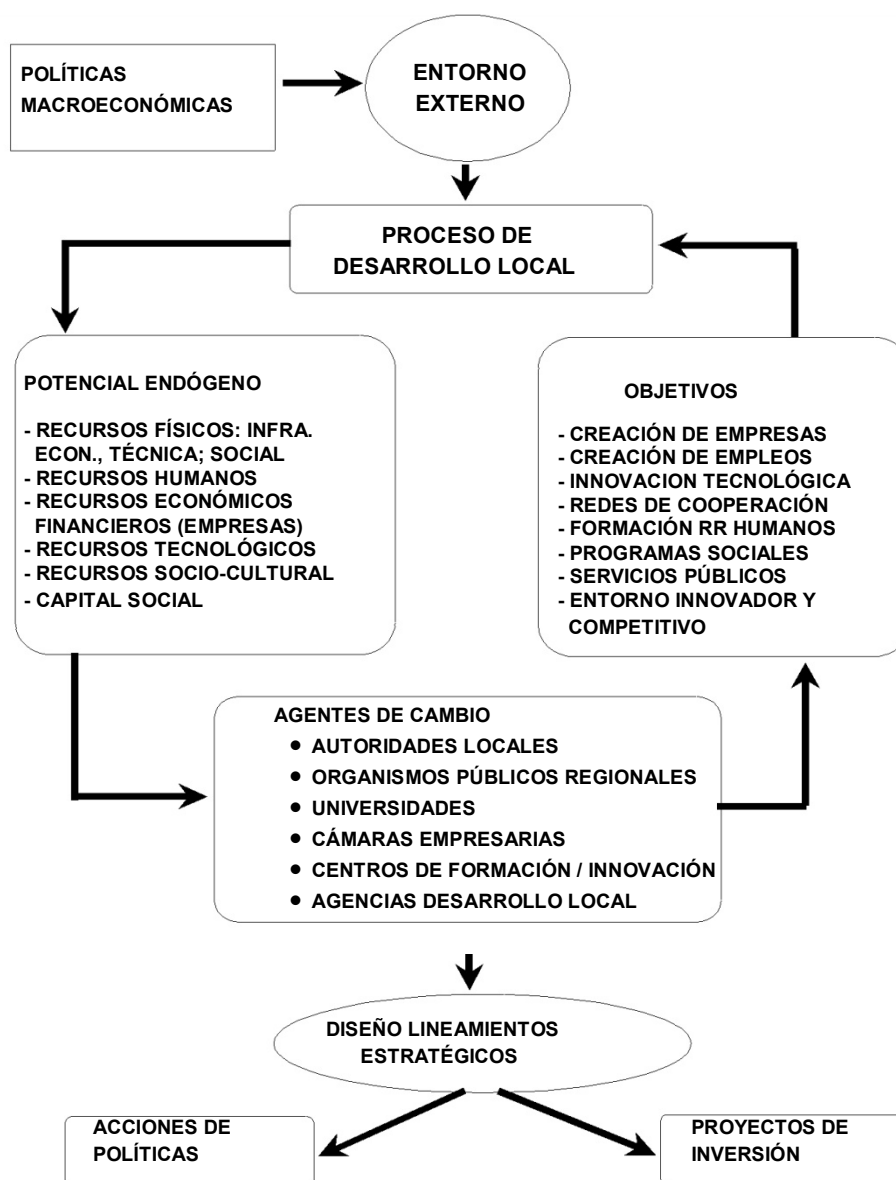 POLÍTICAS
MACROECONÓMICAS
ENTORNO
EXTERNO
PROCESO DE
DESARROLLO LOCAL
POTENCIAL ENDÓGENO
- RECURSOS FÍSICOS: INFRA.
ECON., TÉCNICA; SOCIAL
- RECURSOS HUMANOS
- RECURSOS ECONÓMICOS
FINANCIEROS (EMPRESAS)
- RECURSOS TECNOLÓGICOS
- RECURSOS SOCIO-CULTURAL
- CAPITAL SOCIAL
OBJETIVOS
- CREACIÓN DE EMPRESAS
- CREACIÓN DE EMPLEOS
- INNOVACION TECNOLÓGICA
- REDES DE COOPERACIÓN
- FORMACIÓN RR HUMANOS
- PROGRAMAS SOCIALES
- SERVICIOS PÚBLICOS
- ENTORNO INNOVADOR Y
COMPETITIVO
AGENTES DE CAMBIO
• AUTORIDADES LOCALES
• ORGANISMOS PÚBLICOS REGIONALES
• UNIVERSIDADES
• CÁMARAS EMPRESARIAS
• CENTROS DE FORMACIÓN / INNOVACIÓN
• AGENCIAS DESARROLLO LOCAL
DISEÑO LINEAMIENTOS
ESTRATÉGICOS
ACCIONES DE
POLÍTICAS
PROYECTOS DE
INVERSIÓN